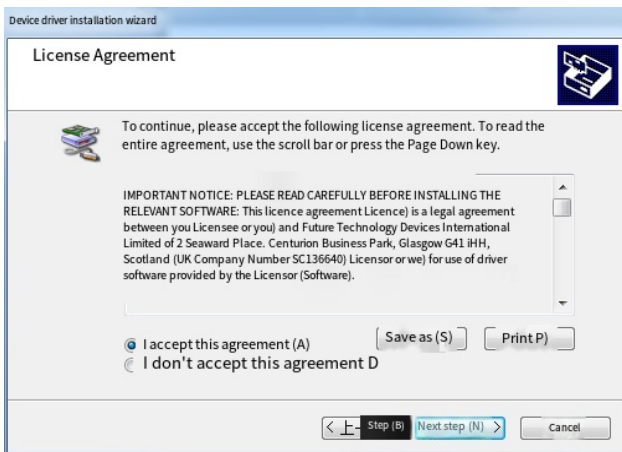 Device driver installation wizard
License Agreement
To continue, please accept the following license agreement. To read the
entire agreement, use the scroll bar or press the Page Down key.
IMPORTANT NOTICE: PLEASE READ CAREFULLY BEFORE INSTALLING THE
RELEVANT SOFTWARE: This licence agreement Licence) is a legal agreement
between you Licensee or you) and Future Technology Devices International
Limited of 2 Seaward Place. Centurion Business Park, Glasgow G41 iHH,
Scotland (UK Company Number SC136640) Licensor or we) for use of driver
software provided by the Licensor (Software).
I accept this agreement (A)
Save as (S)
Print P)
I don't accept this agreement D
< 上 Step (B)
Next step (N) >
Cancel